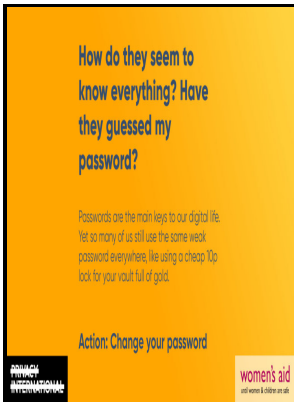 How do they seem to
know everything? Have
they guessed my
password?
Passwords are the main keys to our digital life.
Yet so many of us still use the same weak
password everywhere, like using a cheap 10p
lock for your vault full of gold.
Action: Change your password
PRIVACY
INTERNATIONAL
women's aid
until women & children are safe